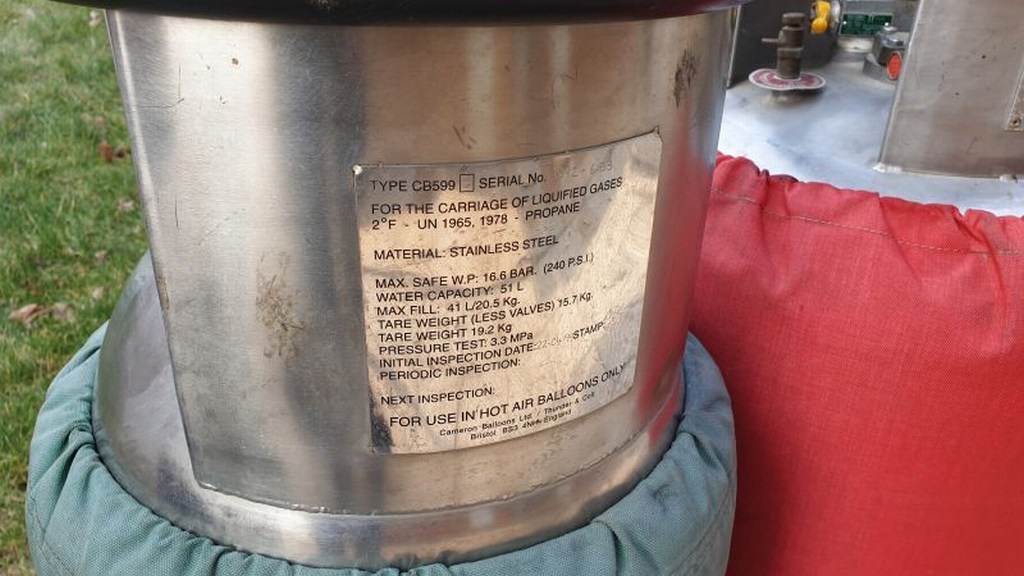 TYPE CB599 SERIAL No.
FOR THE CARRIAGE OF LIQUIFIED GASES
2°F - UN 1965, 1978 - PROPANE
MATERIAL: STAINLESS STEEL
MAX. SAFE W.P: 16.6 BAR. (240 P.S.I.)
WATER CAPACITY: 51 L
MAX FILL: 41 L/20.5 Kg.
TARE WEIGHT (LESS VALVES) 15.7 Kg.
TARE WEIGHT 19.2 Kg
PRESSURE TEST: 3.3 MPa
INITIAL INSPECTION DATE: STAMP:
PERIODIC INSPECTION:
NEXT INSPECTION:
FOR USE IN HOT AIR BALLOONS ONLY
Cameron Balloons Ltd / Thunder & Colt
Bristol. BS3 England